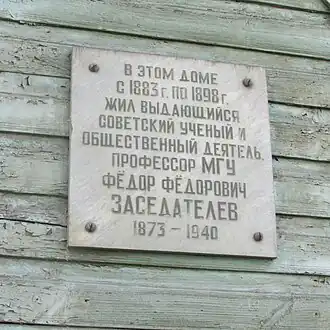 В ЭТОМ ДОМЕ
С 1883 г. ПО 1898 г.
ЖИЛ ВЫДАЮЩИЙСЯ
СОВЕТСКИЙ УЧЕНЫЙ И
ОБЩЕСТВЕННЫЙ ДЕЯТЕЛЬ,
ПРОФЕССОР МГУ
ФЁДОР ФЁДОРОВИЧ
ЗАСЕДАТЕЛЕВ
1873 – 1940